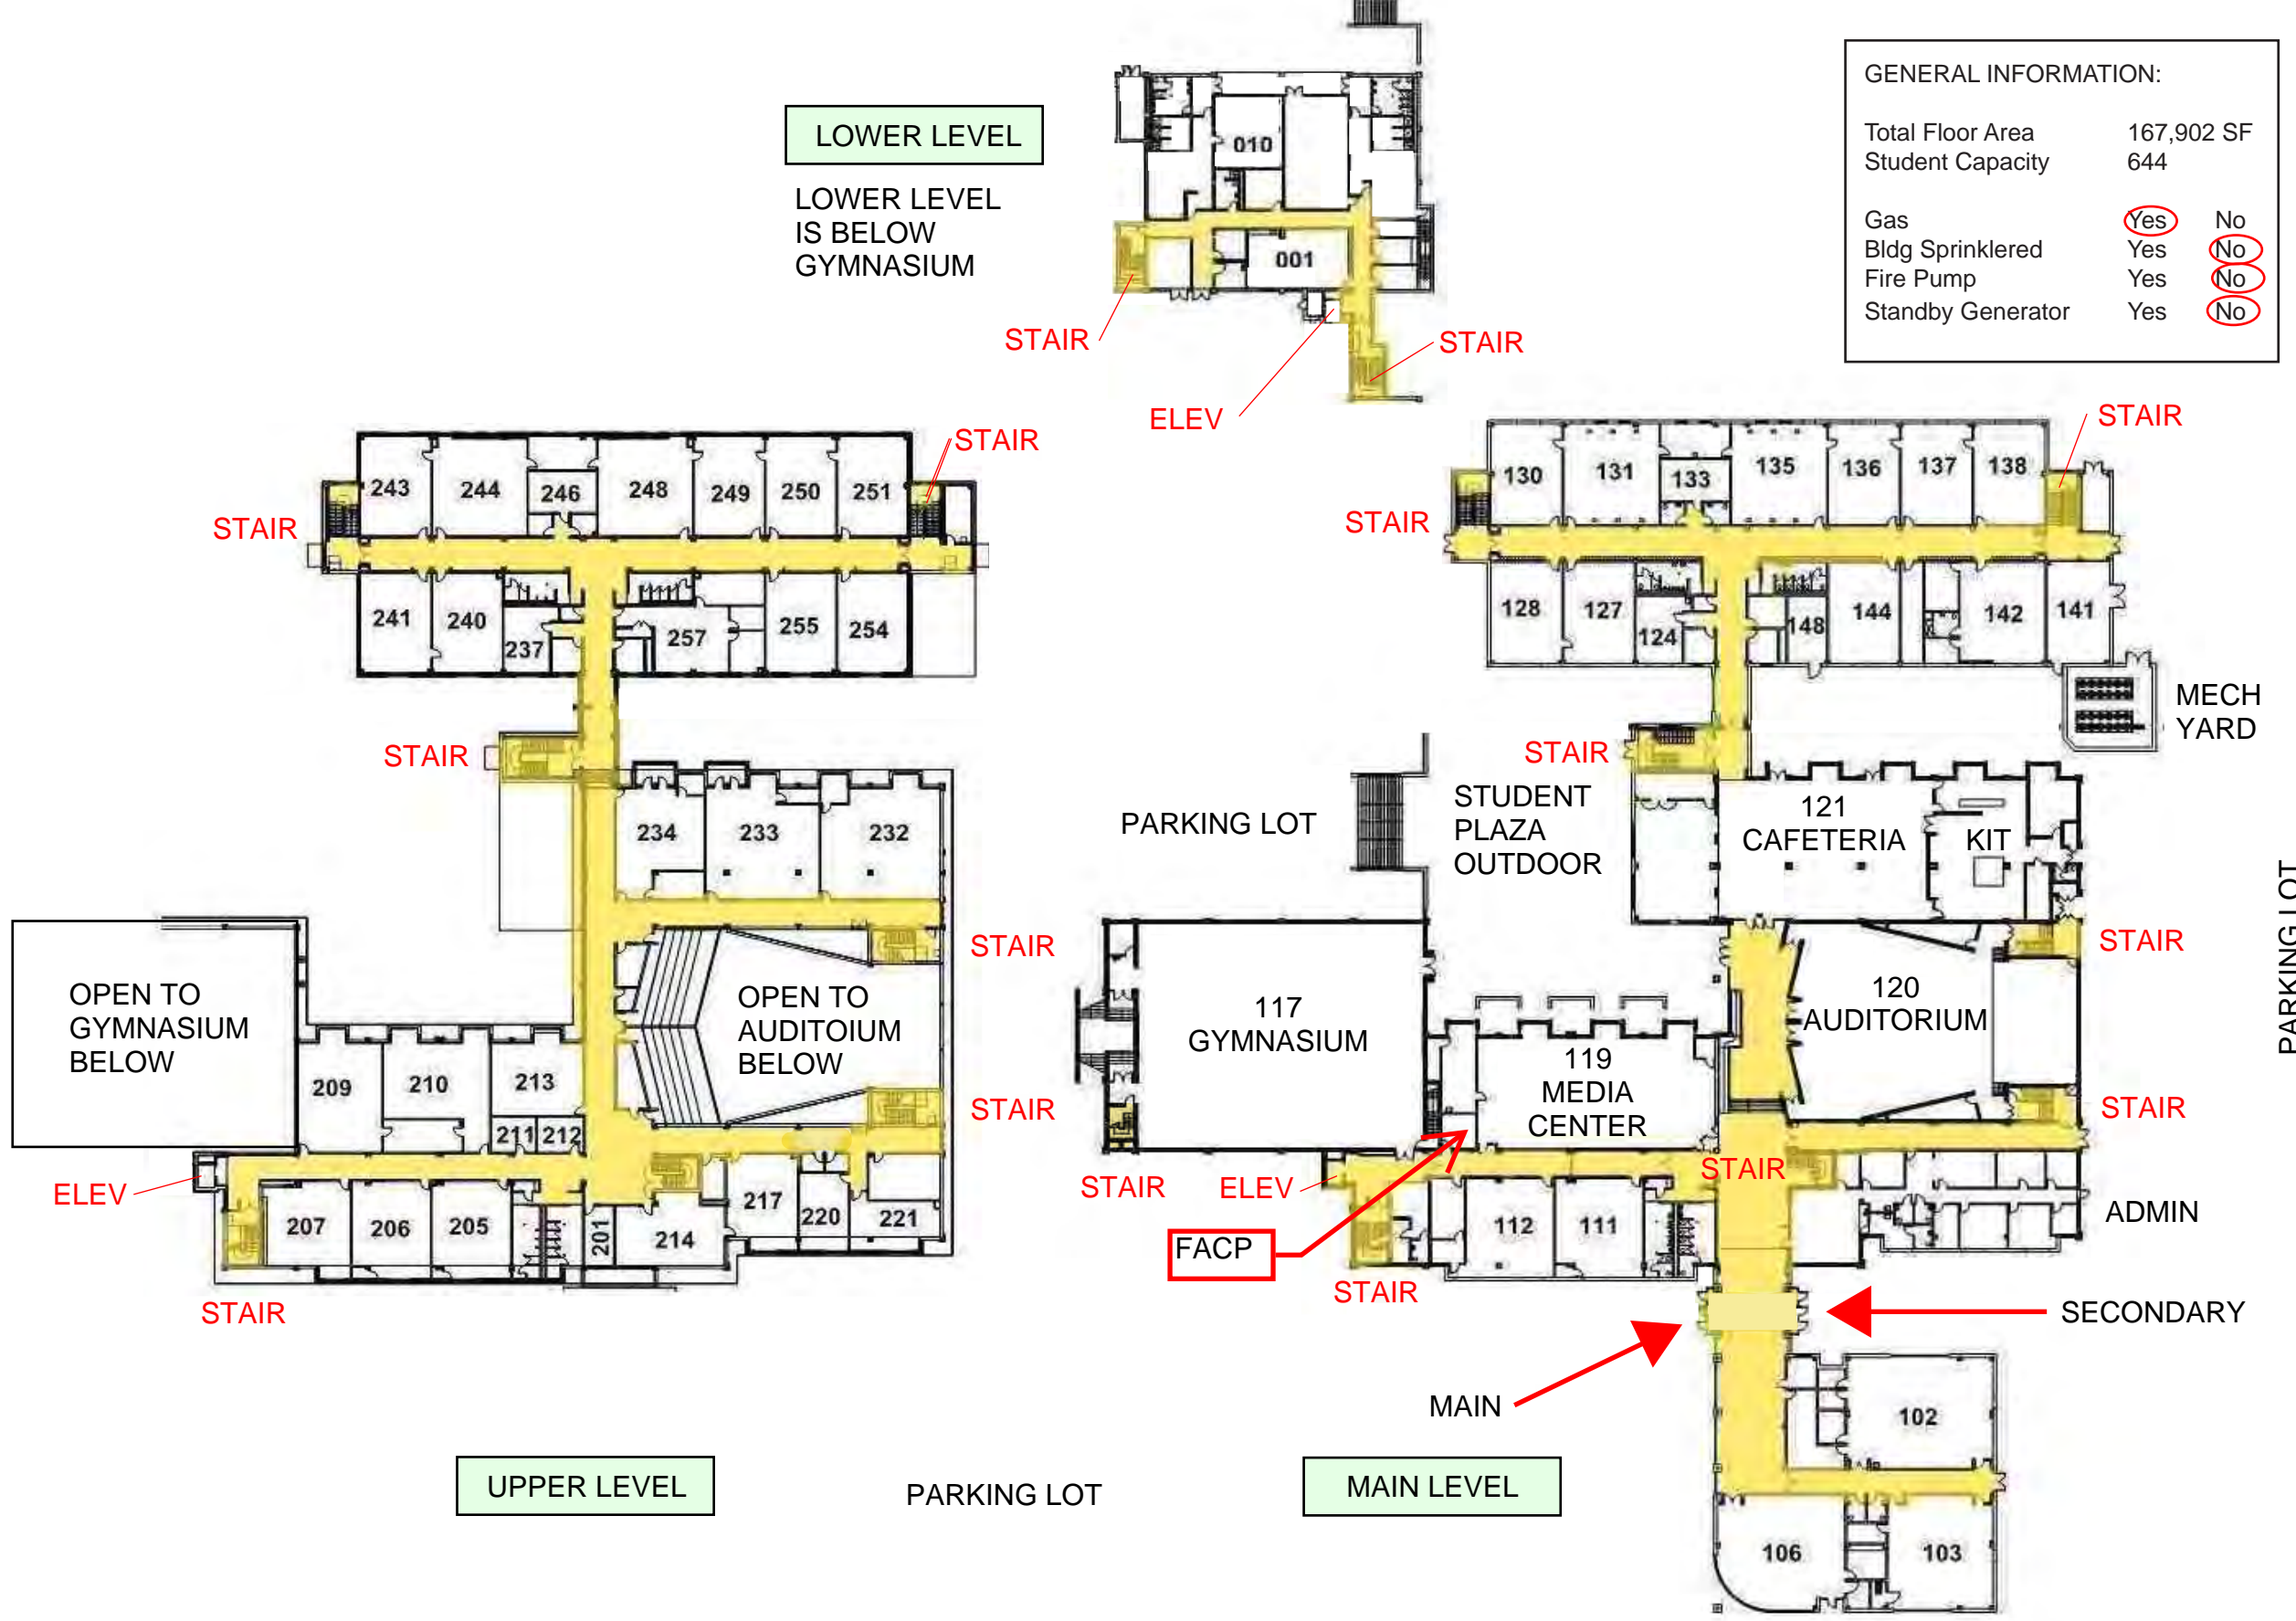 LOWER LEVEL
LOWER LEVEL
IS BELOW
GYMNASIUM
010
001
STAIR
STAIR
ELEV
GENERAL INFORMATION:
Total Floor Area 167,902 SF
Student Capacity 644
Gas Yes No
Bldg Sprinklered Yes No
Fire Pump Yes No
Standby Generator Yes No
STAIR
STAIR
243
244
246
248
249
250
251
241
240
237
257
255
254
STAIR
234
233
232
STAIR
OPEN TO
GYMNASIUM
BELOW
OPEN TO
AUDITOIUM
BELOW
209
210
213
211
212
STAIR
ELEV
207
206
205
201
214
217
220
221
STAIR
UPPER LEVEL
PARKING LOT
STAIR
STAIR
130
131
133
135
136
137
138
128
127
124
148
144
142
141
MECH
YARD
STAIR
PARKING LOT
STUDENT
PLAZA
OUTDOOR
121
CAFETERIA
KIT
PARKING LOT
STAIR
117
GYMNASIUM
120
AUDITORIUM
119
MEDIA
CENTER
STAIR
STAIR
ELEV
STAIR
FACP
112
111
ADMIN
STAIR
SECONDARY
MAIN
102
MAIN LEVEL
106
103